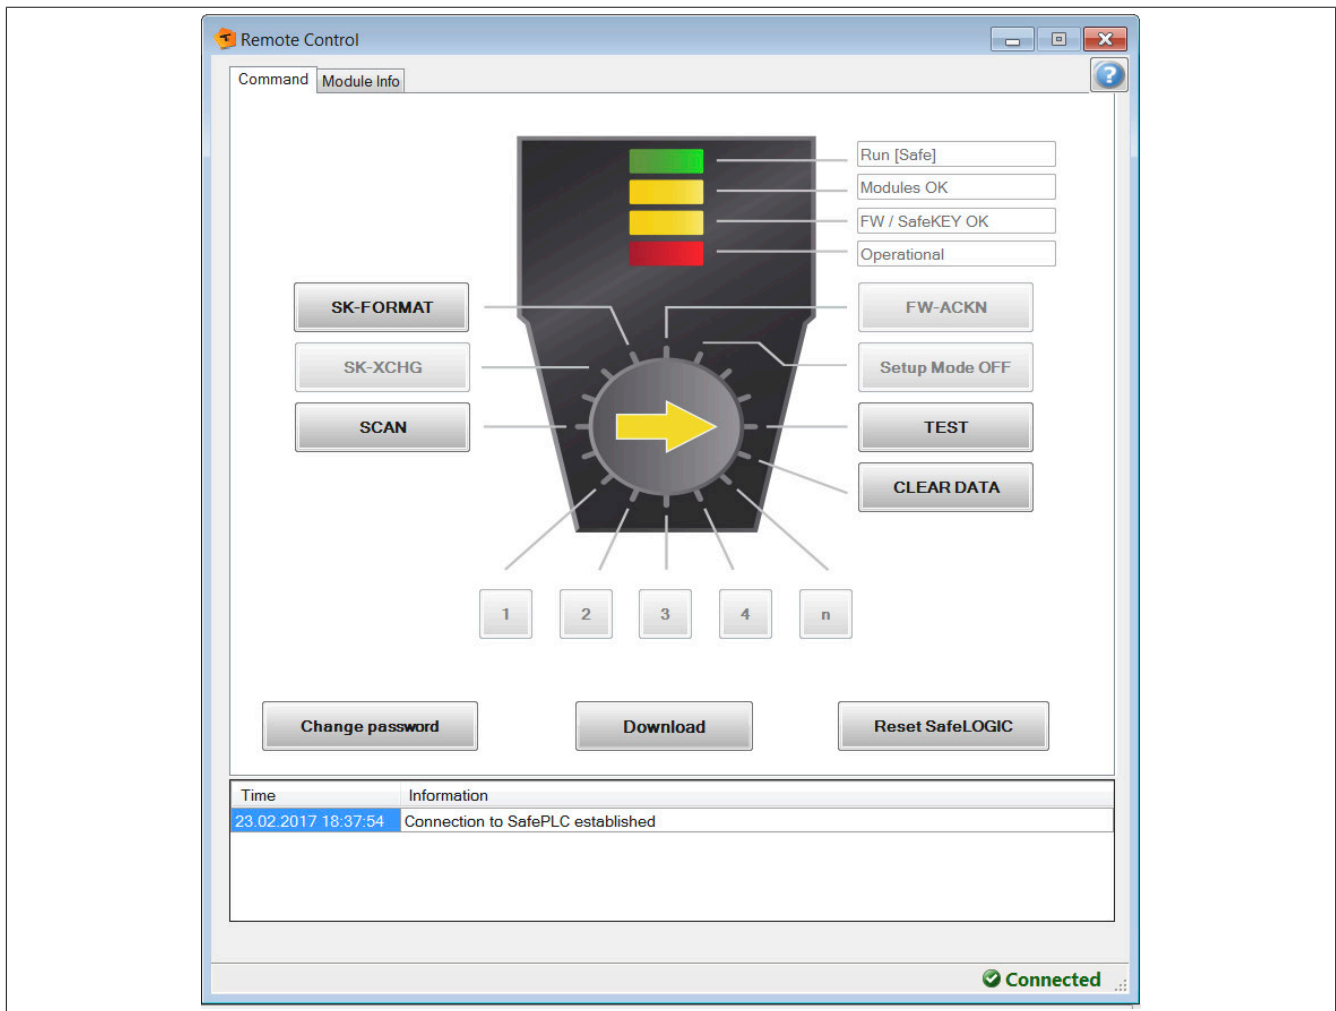 Remote Control
Command
Module Info
Run [Safe]
Modules OK
FW / SafeKEY OK
Operational
SK-FORMAT
FW-ACKN
SK-XCHG
Setup Mode OFF
SCAN
TEST
CLEAR DATA
1
2
3
4
n
Change password
Download
Reset SafeLOGIC
Time
Information
23.02.2017 18:37:54
Connection to SafePLC established
Connected